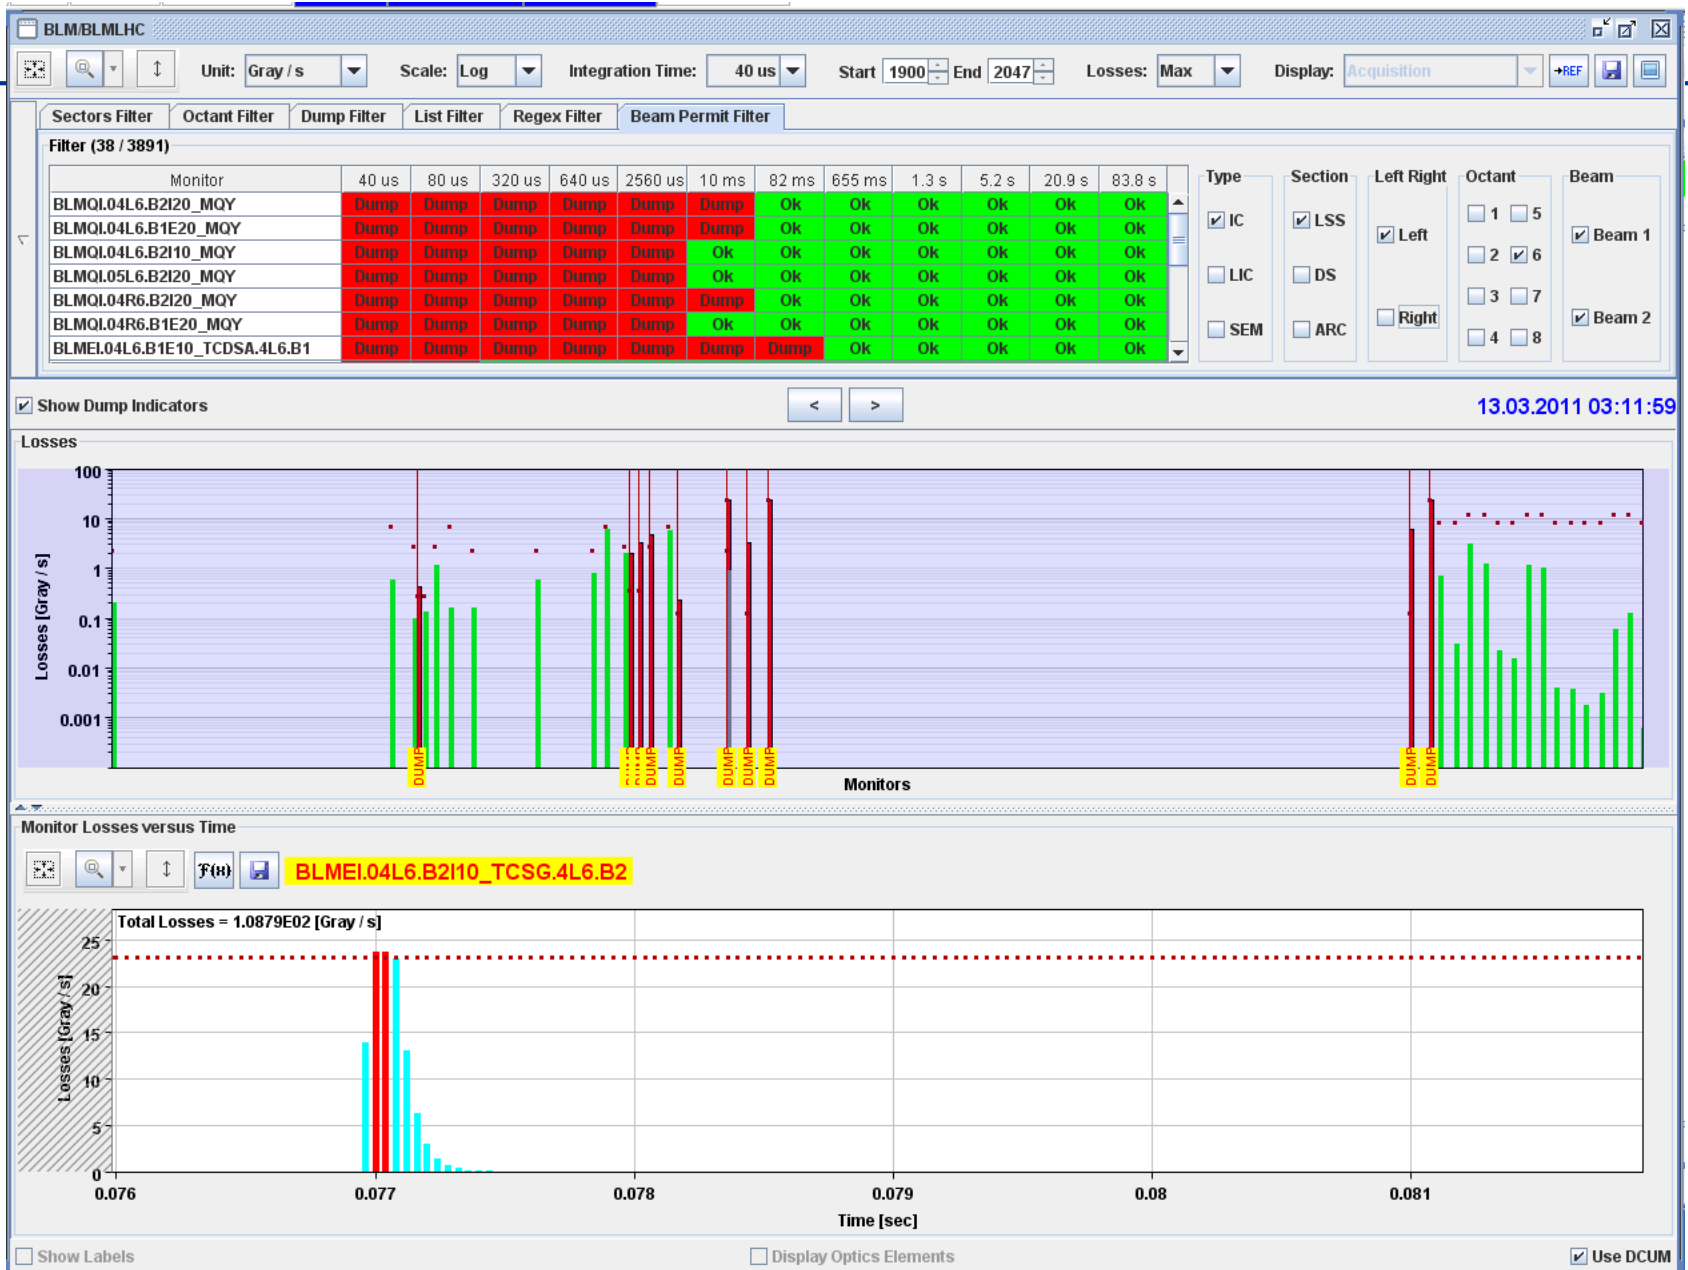 BLM/BLMLHC
Unit: Gray / s Scale: Log Integration Time: 40 us Start 1900 End 2047 Losses: Max Display: Acquisition →REF
Sectors Filter Octant Filter Dump Filter List Filter Regex Filter Beam Permit Filter
Filter (38 / 3891)
Monitor 40 us 80 us 320 us 640 us 2560 us 10 ms 82 ms 655 ms 1.3 s 5.2 s 20.9 s 83.8 s
BLMQI.04L6.B2I20_MQY Dump Dump Dump Dump Dump Dump Ok Ok Ok Ok Ok Ok
BLMQI.04L6.B1E20_MQY Dump Dump Dump Dump Dump Dump Ok Ok Ok Ok Ok Ok
BLMQI.04L6.B2I10_MQY Dump Dump Dump Dump Dump Ok Ok Ok Ok Ok Ok Ok
BLMQI.05L6.B2I20_MQY Dump Dump Dump Dump Dump Ok Ok Ok Ok Ok Ok Ok
BLMQI.04R6.B2I20_MQY Dump Dump Dump Dump Dump Dump Ok Ok Ok Ok Ok Ok
BLMQI.04R6.B1E20_MQY Dump Dump Dump Dump Dump Ok Ok Ok Ok Ok Ok Ok
BLMEI.04L6.B1E10_TCDSA.4L6.B1 Dump Dump Dump Dump Dump Dump Dump Ok Ok Ok Ok Ok
Type Section Left Right Octant Beam
IC LSS Left 1 5 Beam 1
2 6
LIC DS
3 7
SEM ARC Right 4 8 Beam 2
Show Dump Indicators < > 13.03.2011 03:11:59
Losses
100
10
1
0.1
0.01
0.001
Losses [Gray / s]
DUMP DUMP DUMP DUMP DUMP DUMP DUMP DUMP DUMP
Monitors
Monitor Losses versus Time
F(x) BLMEI.04L6.B2I10_TCSG.4L6.B2
Total Losses = 1.0879E02 [Gray / s]
25
20
15
10
5
0
Losses [Gray / s]
0.076 0.077 0.078 0.079 0.08 0.081
Time [sec]
Show Labels Display Optics Elements Use DCUM